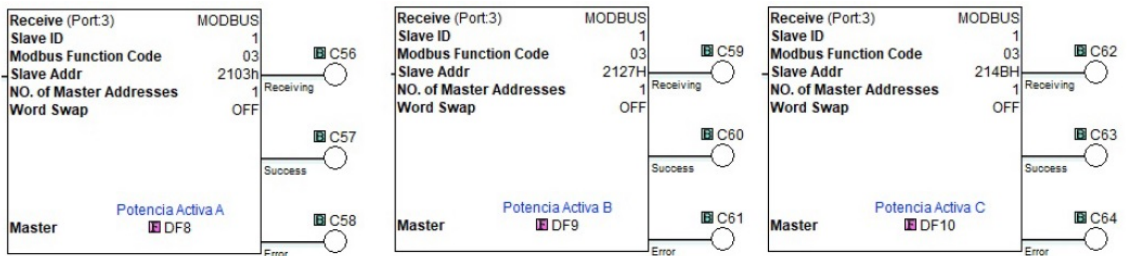 Receive (Port:3) MODBUS
Slave ID 1
Modbus Function Code 03
Slave Addr 2103h
NO. of Master Addresses 1
Word Swap OFF
Potencia Activa A
Master F DF8
B C56
Receiving
B C57
Success
B C58
Error
Receive (Port:3) MODBUS
Slave ID 1
Modbus Function Code 03
Slave Addr 2127H
NO. of Master Addresses 1
Word Swap OFF
Potencia Activa B
Master F DF9
B C59
Receiving
B C60
Success
B C61
Error
Receive (Port:3) MODBUS
Slave ID 1
Modbus Function Code 03
Slave Addr 214BH
NO. of Master Addresses 1
Word Swap OFF
Potencia Activa C
Master F DF10
B C62
Receiving
B C63
Success
B C64
Error